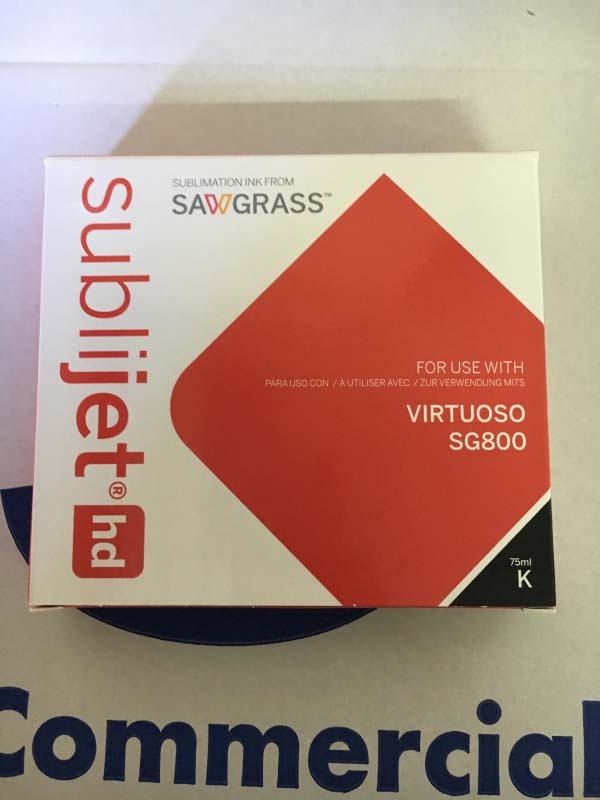 SUBLIMATION INK FROM
SAWGRASS™
sublijet® hd
FOR USE WITH
PARA USO CON / À UTILISER AVEC / ZUR VERWENDUNG MITS
VIRTUOSO
SG800
75ml
K
Commercial